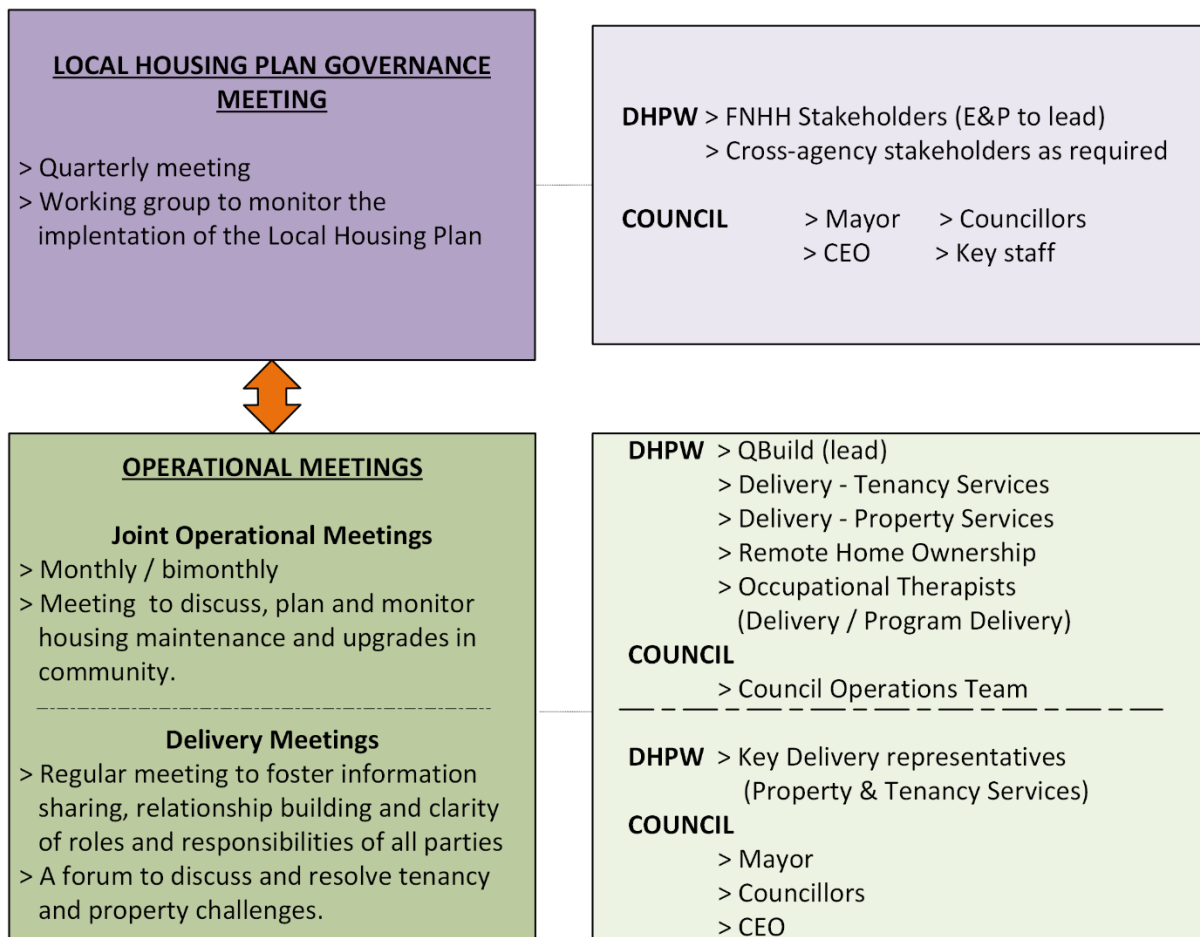 LOCAL HOUSING PLAN GOVERNANCE
MEETING
> Quarterly meeting
> Working group to monitor the
implentation of the Local Housing Plan
DHPW > FNHH Stakeholders (E&P to lead)
> Cross-agency stakeholders as required
COUNCIL > Mayor > Councillors
> CEO > Key staff
OPERATIONAL MEETINGS
Joint Operational Meetings
> Monthly / bimonthly
> Meeting to discuss, plan and monitor
housing maintenance and upgrades in
community.
Delivery Meetings
> Regular meeting to foster information
sharing, relationship building and clarity
of roles and responsibilities of all parties
> A forum to discuss and resolve tenancy
and property challenges.
DHPW > QBuild (lead)
> Delivery - Tenancy Services
> Delivery - Property Services
> Remote Home Ownership
> Occupational Therapists
(Delivery / Program Delivery)
COUNCIL
> Council Operations Team
DHPW > Key Delivery representatives
(Property & Tenancy Services)
COUNCIL
> Mayor
> Councillors
> CEO